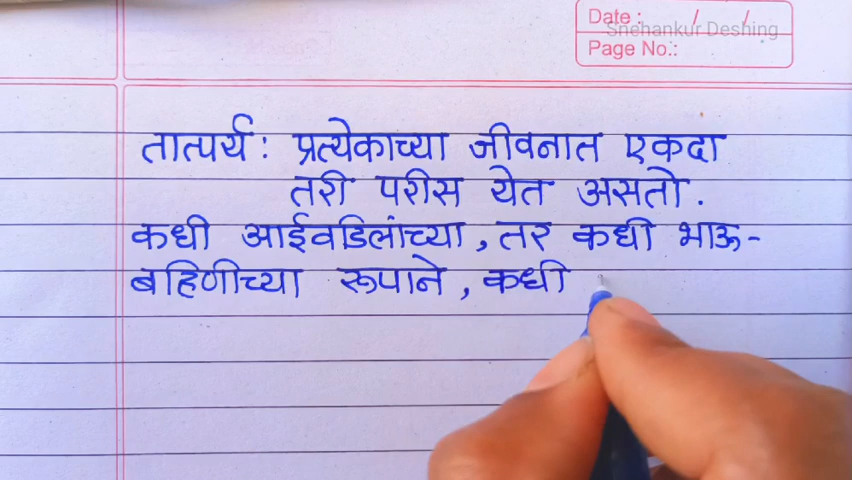 Date : / /
Snehankur Deshing
Page No.:
तात्पर्य : प्रत्येकाच्या जीवनात एकदा
तरी परीस येत असतो.
कधी आईवडिलांच्या , तर कधी भाऊ-
बहिणीच्या रूपाने , कधी